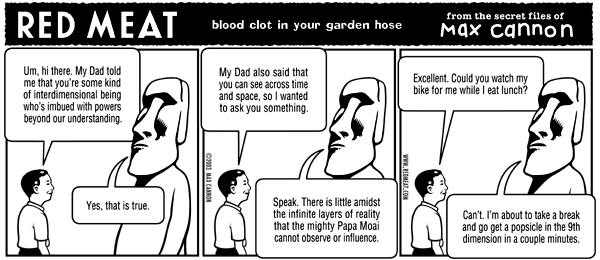 RED MEAT
blood clot in your garden hose
from the secret files of
Max Cannon
Um, hi there. My Dad told
me that you're some kind
of interdimensional being
who's imbued with powers
beyond our understanding.
Yes, that is true.
©2003 MAX CANNON
My Dad also said that
you can see across time
and space, so I wanted
to ask you something.
Speak. There is little amidst
the infinite layers of reality
that the mighty Papa Moai
cannot observe or influence.
WWW.REDMEAT.COM
Excellent. Could you watch my
bike for me while I eat lunch?
Can't. I'm about to take a break
and go get a popsicle in the 9th
dimension in a couple minutes.